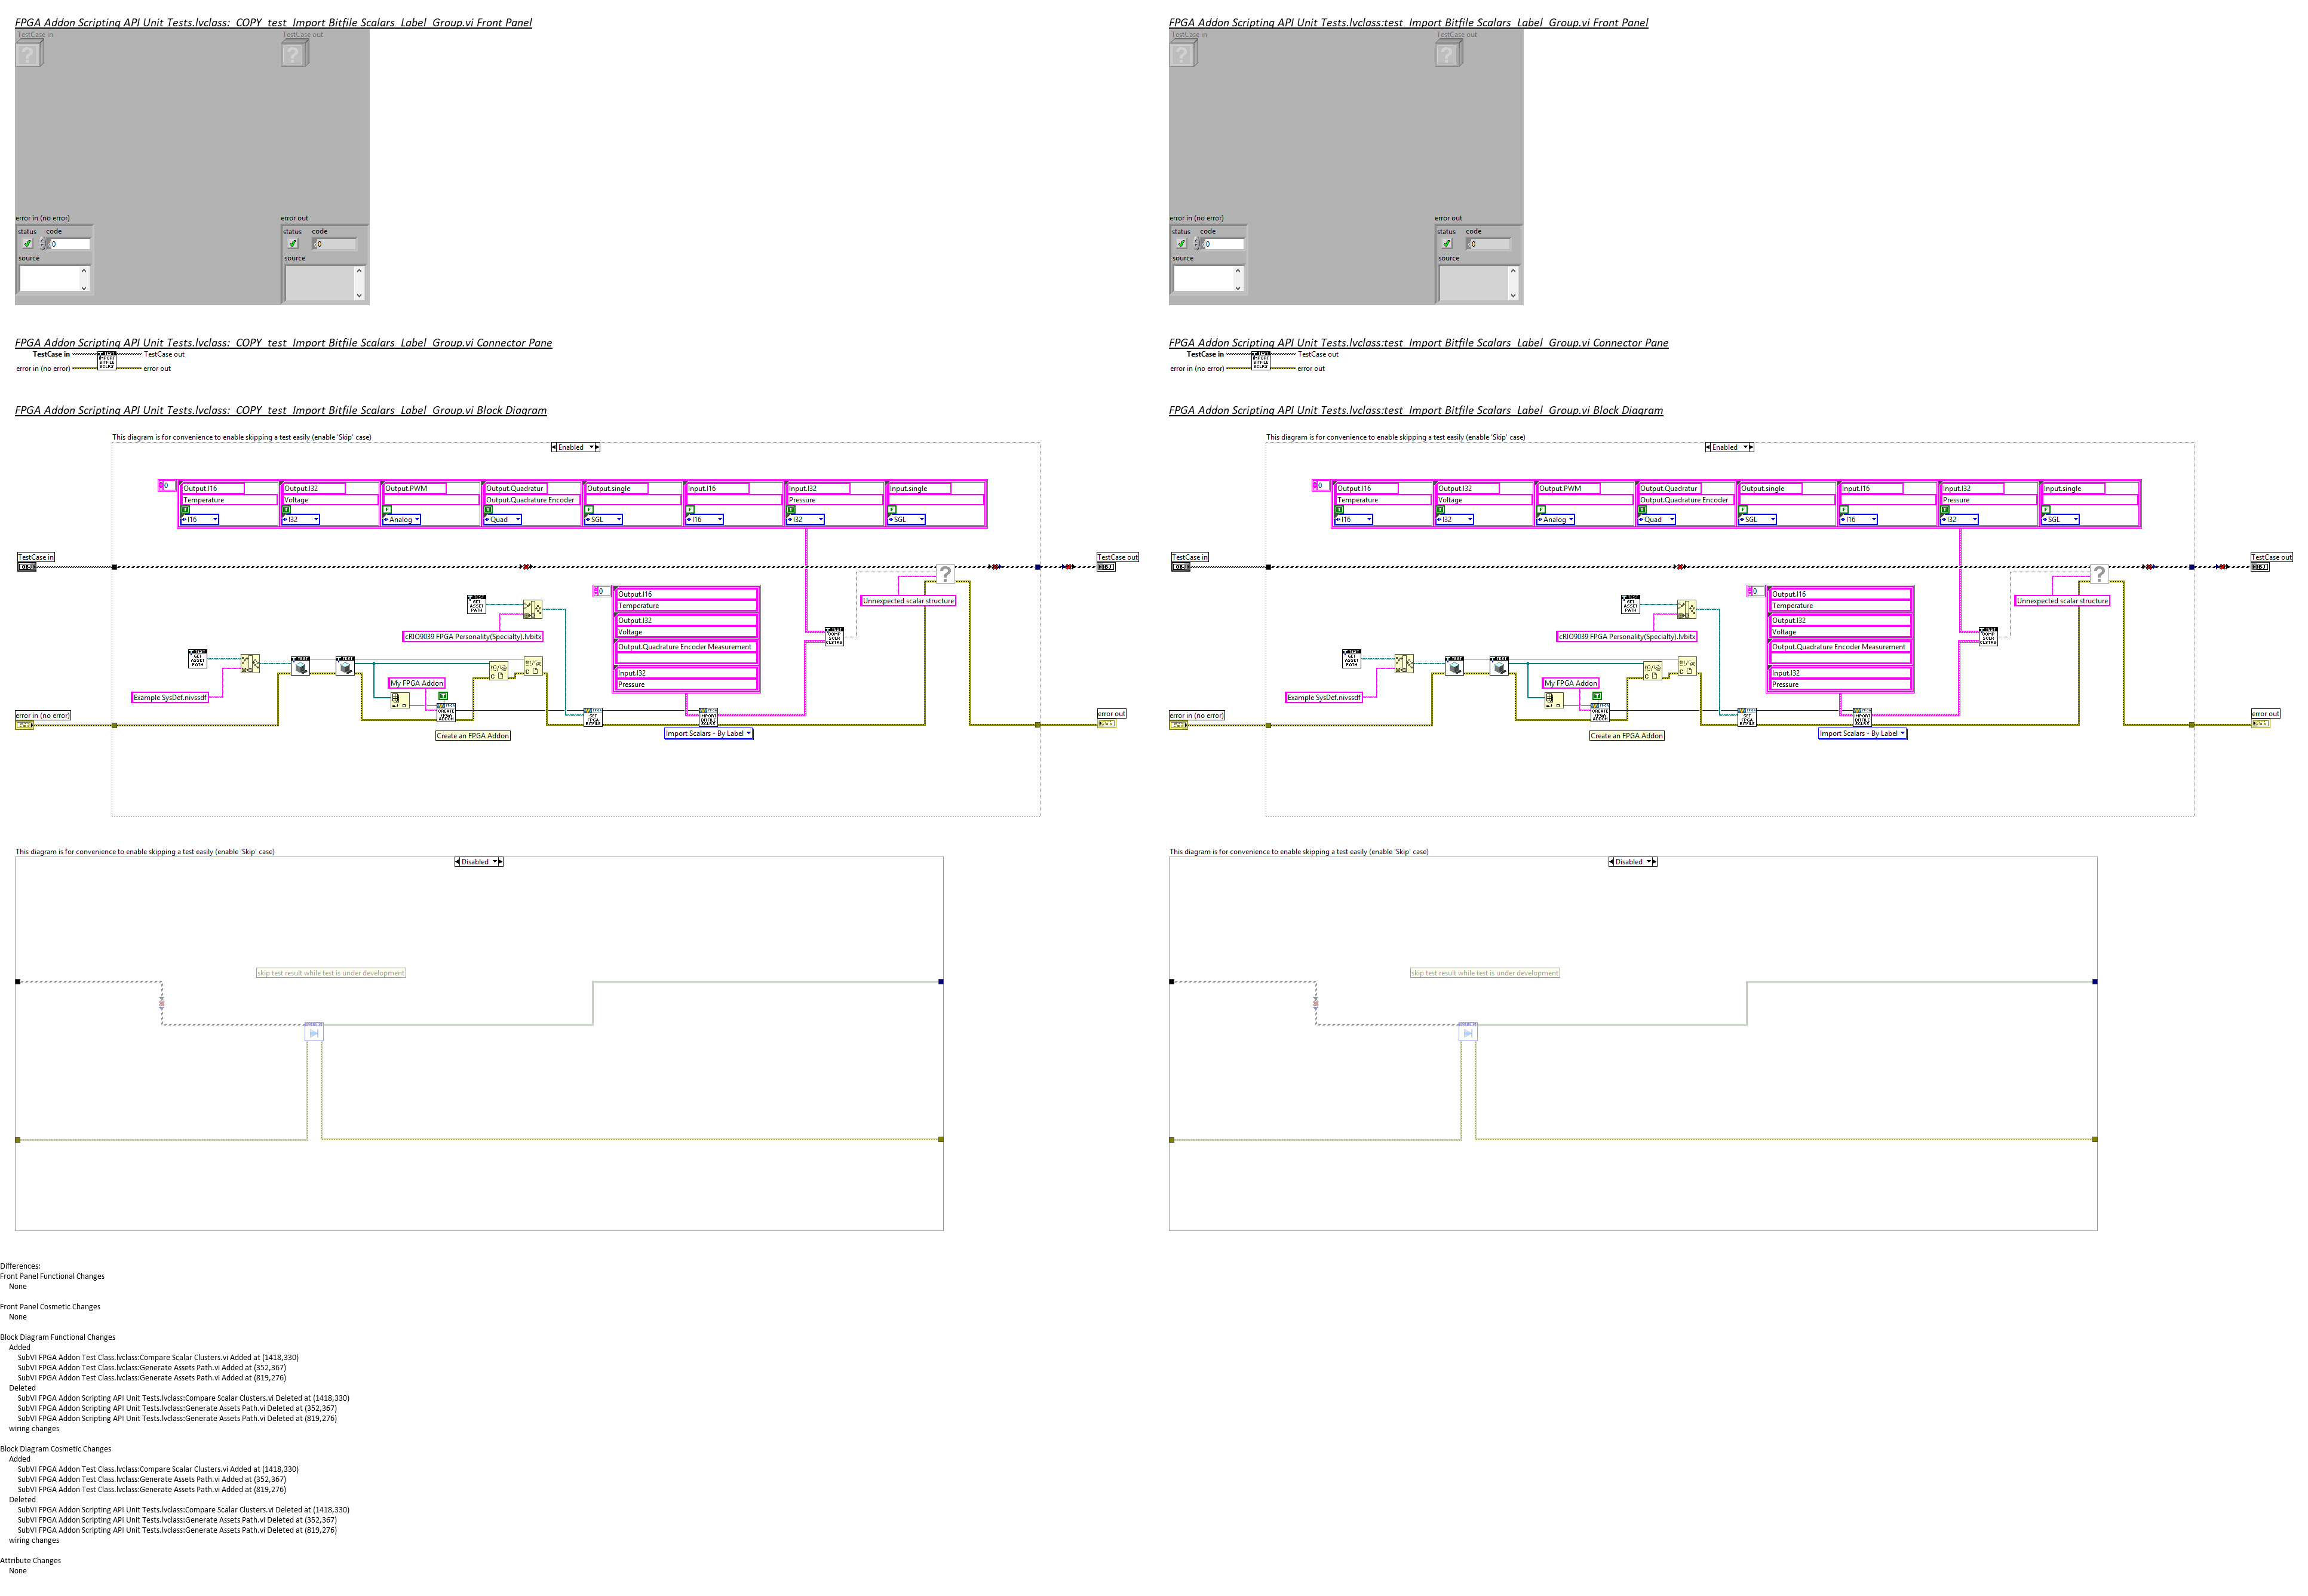 FPGA Addon Scripting API Unit Tests.lvclass:_COPY_test_Import Bitfile Scalars_Label_Group.vi Front Panel
TestCase in
TestCase out
error in (no error)
status
code
0
source
error out
status
code
0
source
FPGA Addon Scripting API Unit Tests.lvclass:_COPY_test_Import Bitfile Scalars_Label_Group.vi Connector Pane
TestCase in
TestCase out
error in (no error)
error out
FPGA Addon Scripting API Unit Tests.lvclass:_COPY_test_Import Bitfile Scalars_Label_Group.vi Block Diagram
This diagram is for convenience to enable skipping a test easily (enable 'Skip' case)
Enabled
0
Output.I16
Temperature
I16
Output.I32
Voltage
I32
Output.PWM
Analog
Output.Quadratur
Output.Quadrature Encoder
Quad
Output.single
SGL
Input.I16
I16
Input.I32
Pressure
I32
Input.single
SGL
TestCase in
TestCase out
0
Output.I16
Temperature
Output.I32
Voltage
Output.Quadrature Encoder Measurement
Input.I32
Pressure
Unnexpected scalar structure
cRIO9039 FPGA Personality(Specialty).lvbitx
Example SysDef.nivssdf
My FPGA Addon
error in (no error)
error out
Create an FPGA Addon
Import Scalars - By Label
This diagram is for convenience to enable skipping a test easily (enable 'Skip' case)
Disabled
skip test result while test is under development
FPGA Addon Scripting API Unit Tests.lvclass:test_Import Bitfile Scalars_Label_Group.vi Front Panel
TestCase in
TestCase out
error in (no error)
status
code
0
source
error out
status
code
0
source
FPGA Addon Scripting API Unit Tests.lvclass:test_Import Bitfile Scalars_Label_Group.vi Connector Pane
TestCase in
TestCase out
error in (no error)
error out
FPGA Addon Scripting API Unit Tests.lvclass:test_Import Bitfile Scalars_Label_Group.vi Block Diagram
This diagram is for convenience to enable skipping a test easily (enable 'Skip' case)
Enabled
0
Output.I16
Temperature
I16
Output.I32
Voltage
I32
Output.PWM
Analog
Output.Quadratur
Output.Quadrature Encoder
Quad
Output.single
SGL
Input.I16
I16
Input.I32
Pressure
I32
Input.single
SGL
TestCase in
TestCase out
0
Output.I16
Temperature
Output.I32
Voltage
Output.Quadrature Encoder Measurement
Input.I32
Pressure
Unnexpected scalar structure
cRIO9039 FPGA Personality(Specialty).lvbitx
Example SysDef.nivssdf
My FPGA Addon
error in (no error)
error out
Create an FPGA Addon
Import Scalars - By Label
This diagram is for convenience to enable skipping a test easily (enable 'Skip' case)
Disabled
skip test result while test is under development
Differences:
Front Panel Functional Changes
None
Front Panel Cosmetic Changes
None
Block Diagram Functional Changes
Added
SubVI FPGA Addon Test Class.lvclass:Compare Scalar Clusters.vi Added at (1418,330)
SubVI FPGA Addon Test Class.lvclass:Generate Assets Path.vi Added at (352,367)
SubVI FPGA Addon Test Class.lvclass:Generate Assets Path.vi Added at (819,276)
Deleted
SubVI FPGA Addon Scripting API Unit Tests.lvclass:Compare Scalar Clusters.vi Deleted at (1418,330)
SubVI FPGA Addon Scripting API Unit Tests.lvclass:Generate Assets Path.vi Deleted at (352,367)
SubVI FPGA Addon Scripting API Unit Tests.lvclass:Generate Assets Path.vi Deleted at (819,276)
wiring changes
Block Diagram Cosmetic Changes
Added
SubVI FPGA Addon Test Class.lvclass:Compare Scalar Clusters.vi Added at (1418,330)
SubVI FPGA Addon Test Class.lvclass:Generate Assets Path.vi Added at (352,367)
SubVI FPGA Addon Test Class.lvclass:Generate Assets Path.vi Added at (819,276)
Deleted
SubVI FPGA Addon Scripting API Unit Tests.lvclass:Compare Scalar Clusters.vi Deleted at (1418,330)
SubVI FPGA Addon Scripting API Unit Tests.lvclass:Generate Assets Path.vi Deleted at (352,367)
SubVI FPGA Addon Scripting API Unit Tests.lvclass:Generate Assets Path.vi Deleted at (819,276)
wiring changes
Attribute Changes
None